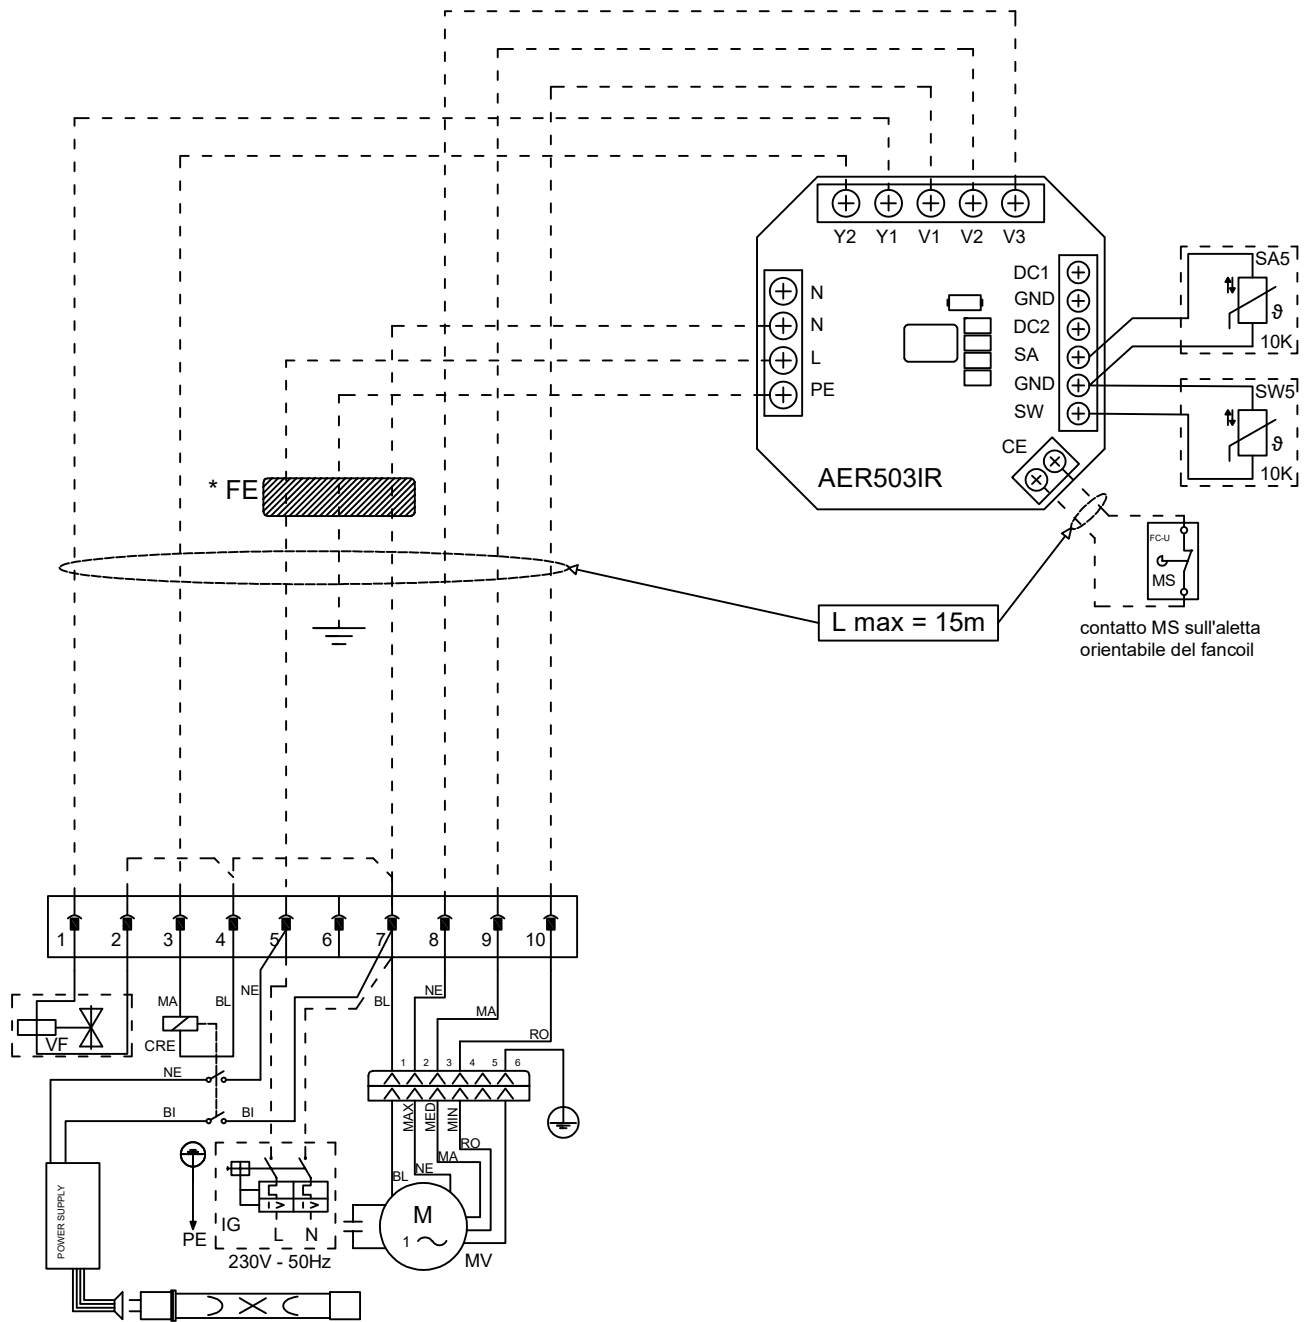 Y2 Y1 V1 V2 V3
N
N
L
PE
DC1
GND
DC2
SA
GND
SW
CE
AER503IR
SA5
ϑ
10K
SW5
ϑ
10K
* FE
FC-U
MS
L max = 15m
contatto MS sull'aletta
orientabile del fancoil
1 2 3 4 5 6 7 8 9 10
NE
MA BL BL NE
MA
RO
VF CRE
1 2 3 4 5 6
NE
BI BI
MAX MED MIN
RO
MA
NE
BL
POWER SUPPLY
PE
IG L N
230V - 50Hz
M
1
MV